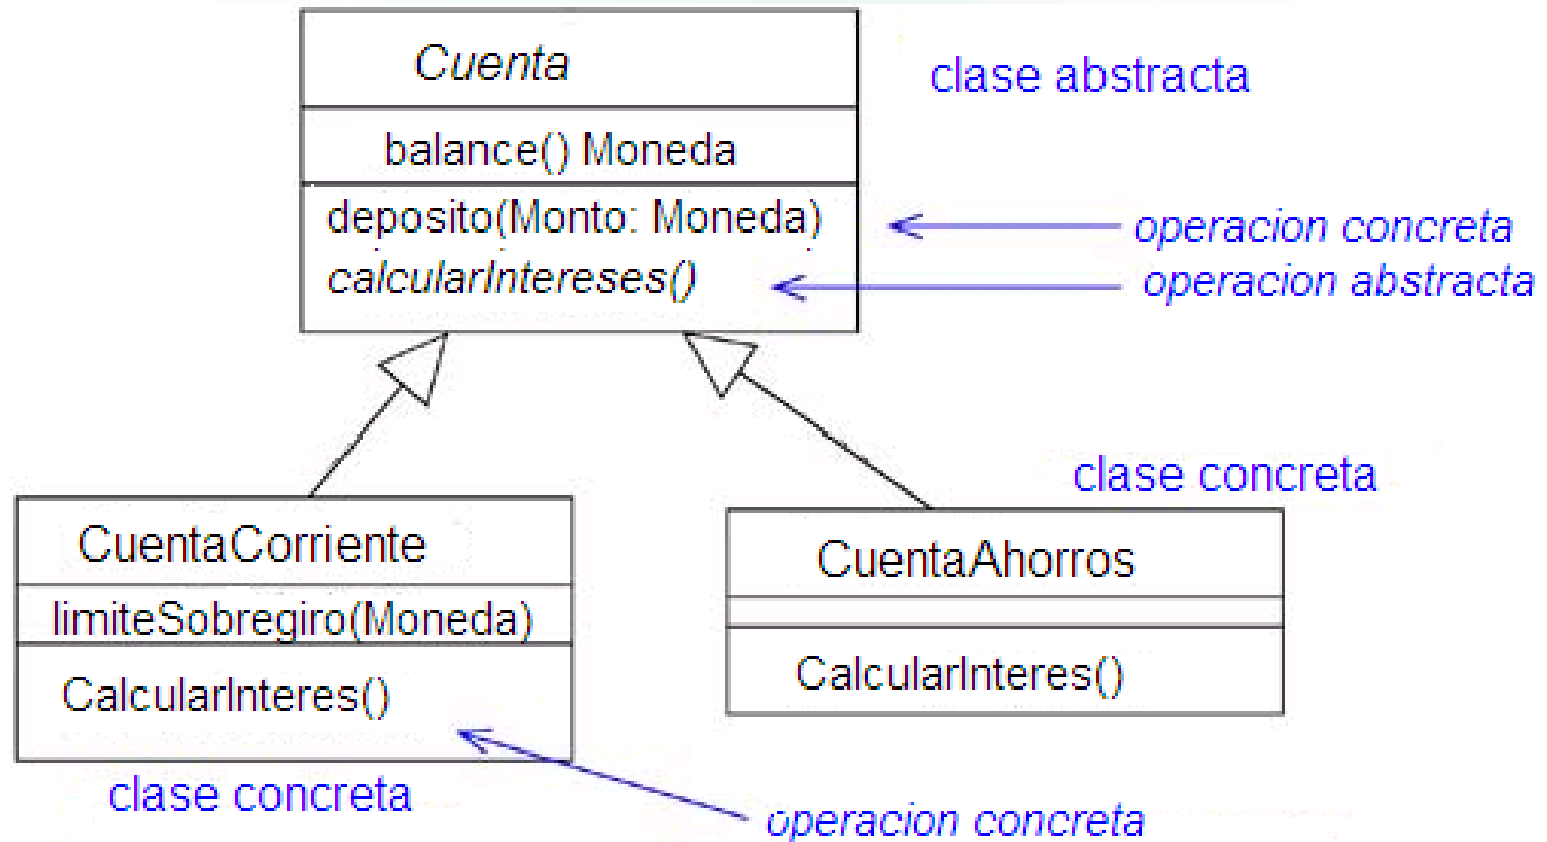 Cuenta
clase abstracta
balance() Moneda
deposito(Monto: Moneda)
operacion concreta
calcularIntereses()
operacion abstracta
clase concreta
CuentaCorriente
CuentaAhorros
limiteSobregiro(Moneda)
CalcularInteres()
CalcularInteres()
clase concreta
operacion concreta